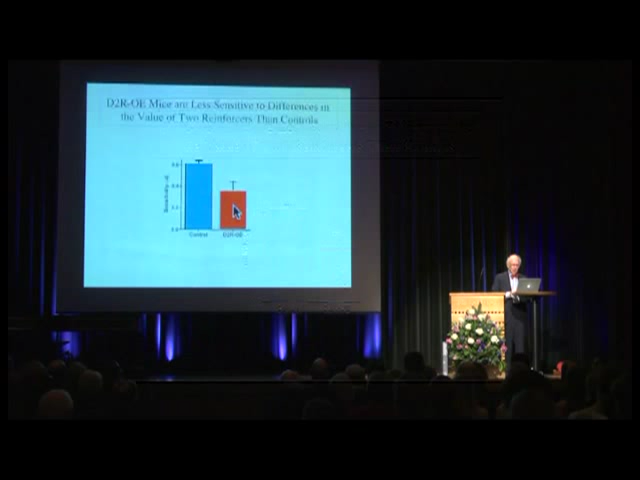 D2R-OE Mice are Less Sensitive to Differences in
the Value of Two Reinforcers Than Controls
Control D2R-OE